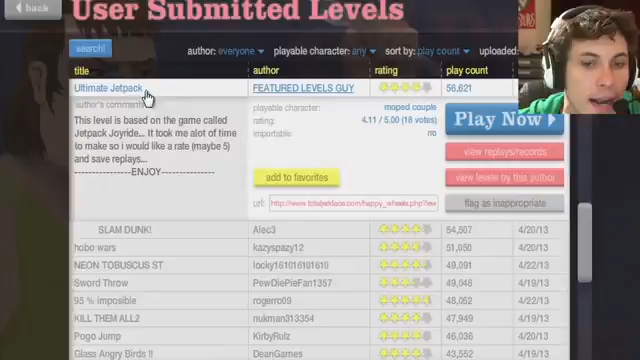 back
User Submitted Levels
search!
author: everyone playable character: any sort by: play count uploaded:
title author rating play count
Ultimate Jetpack FEATURED LEVELS GUY 56,621
author's comments
This level is based on the game called
Jetpack Joyride... It took me alot of time
to make so i would like a rate (maybe 5)
and save replays...
----------------ENJOY---------------
playable character: moped couple
rating: 4.11 / 5.00 (18 votes)
importable: no
add to favorites
Play Now
view replays/records
view levels by this author
flag as inappropriate
url: http://www.totaljerkface.com/happy_wheels.php?lev
SLAM DUNK! Alec3 54,507 4/20/13
hobo wars kazyspazy12 51,050 4/20/13
NEON TOBUSCUS ST locky161016101610 49,091 4/22/13
Sword Throw PewDiePieFan1357 49,048 4/22/13
95 % imposible rogerro09 48,253 4/19/13
KILL THEM ALL2 nukman313354 47,949 4/19/13
Pogo Jump KirbyRulz 46,036 4/20/13
Glass Angry Birds !! DeanGames 43,552 4/19/13